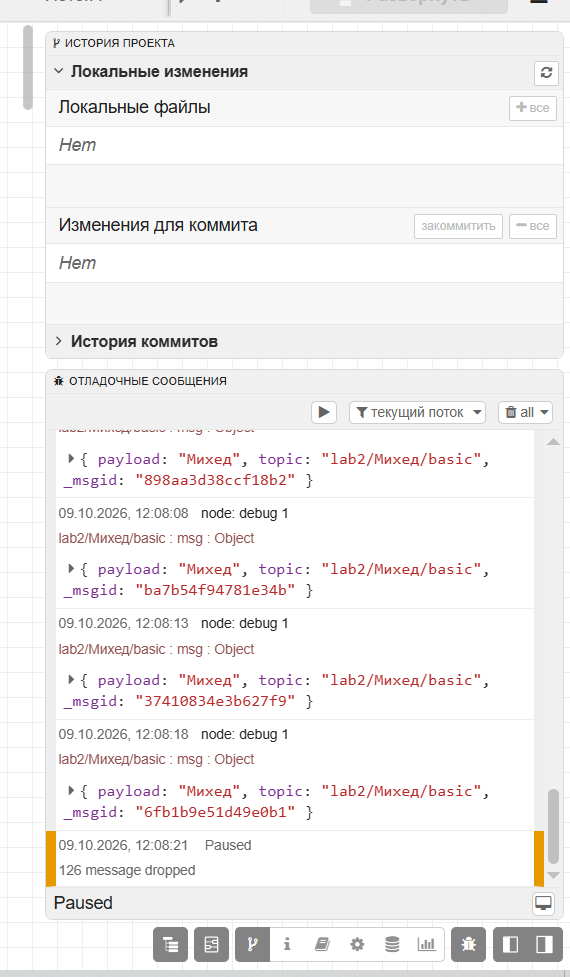 ИСТОРИЯ ПРОЕКТА
Локальные изменения
Локальные файлы
все
Нет
Изменения для коммита
закоммитить
все
Нет
История коммитов
ОТЛАДОЧНЫЕ СООБЩЕНИЯ
текущий поток
all
lab2/Михед/basic : msg : Object
{ payload: "Михед", topic: "lab2/Михед/basic",
_msgid: "898aa3d38ccf18b2" }
09.10.2026, 12:08:08 node: debug 1
lab2/Михед/basic : msg : Object
{ payload: "Михед", topic: "lab2/Михед/basic",
_msgid: "ba7b54f94781e34b" }
09.10.2026, 12:08:13 node: debug 1
lab2/Михед/basic : msg : Object
{ payload: "Михед", topic: "lab2/Михед/basic",
_msgid: "37410834e3b627f9" }
09.10.2026, 12:08:18 node: debug 1
lab2/Михед/basic : msg : Object
{ payload: "Михед", topic: "lab2/Михед/basic",
_msgid: "6fb1b9e51d49e0b1" }
09.10.2026, 12:08:21 Paused
126 message dropped
Paused